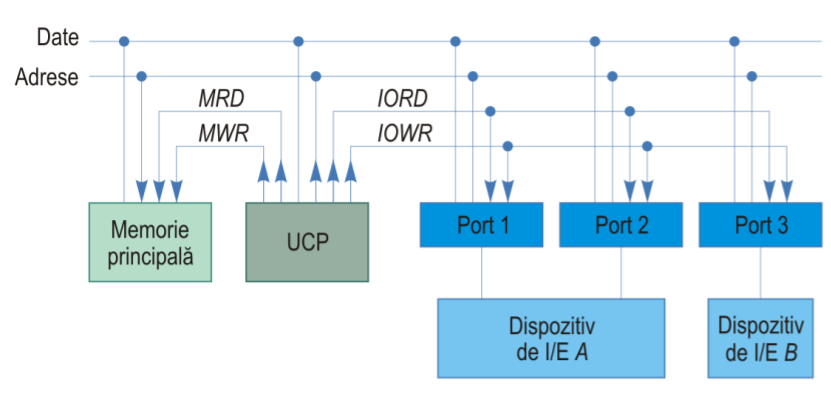 Date
Adrese
MRD
IORD
MWR
IOWR
Memorie
principală
UCP
Port 1
Port 2
Port 3
Dispozitiv
de I/E A
Dispozitiv
de I/E B